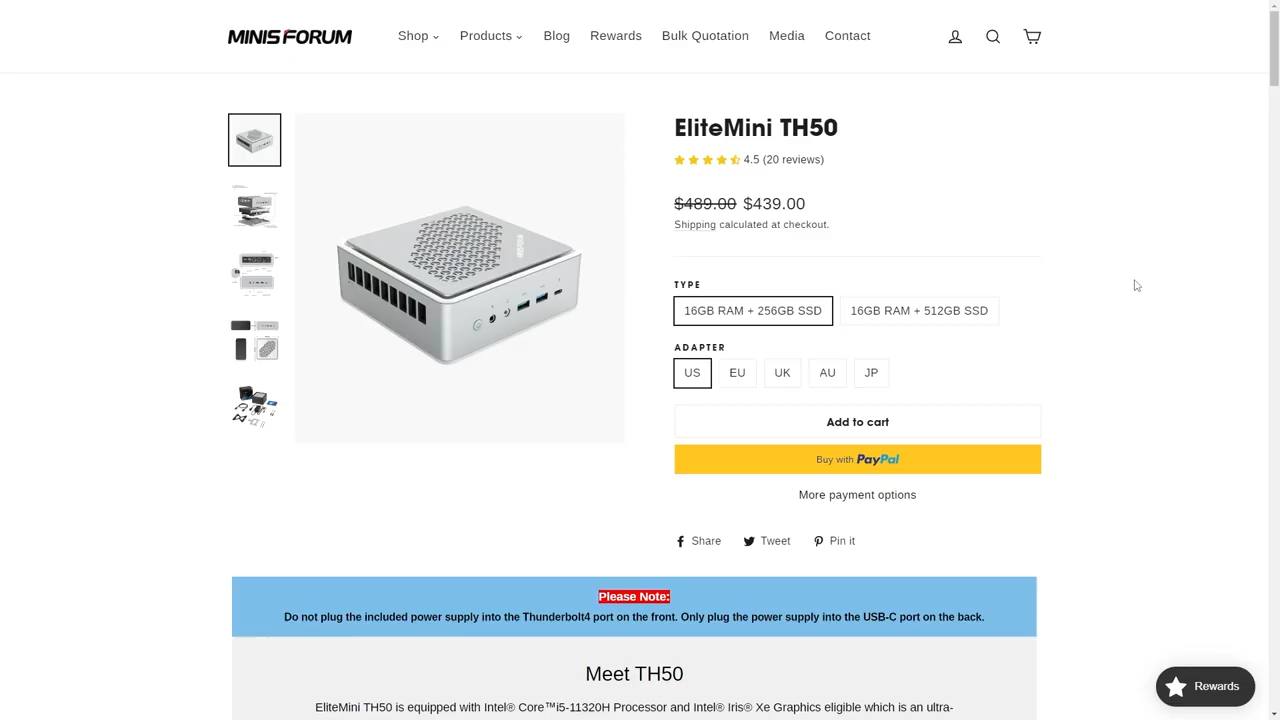 MINISFORUM
Shop
Products
Blog
Rewards
Bulk Quotation
Media
Contact
EliteMini TH50
4.5 (20 reviews)
$489.00 $439.00
Shipping calculated at checkout.
TYPE
16GB RAM + 256GB SSD
16GB RAM + 512GB SSD
ADAPTER
US
EU
UK
AU
JP
Add to cart
Buy with PayPal
More payment options
Share
Tweet
Pin it
Please Note:
Do not plug the included power supply into the Thunderbolt4 port on the front. Only plug the power supply into the USB-C port on the back.
Meet TH50
EliteMini TH50 is equipped with Intel® Core™i5-11320H Processor and Intel® Iris® Xe Graphics eligible which is an ultra-
Rewards